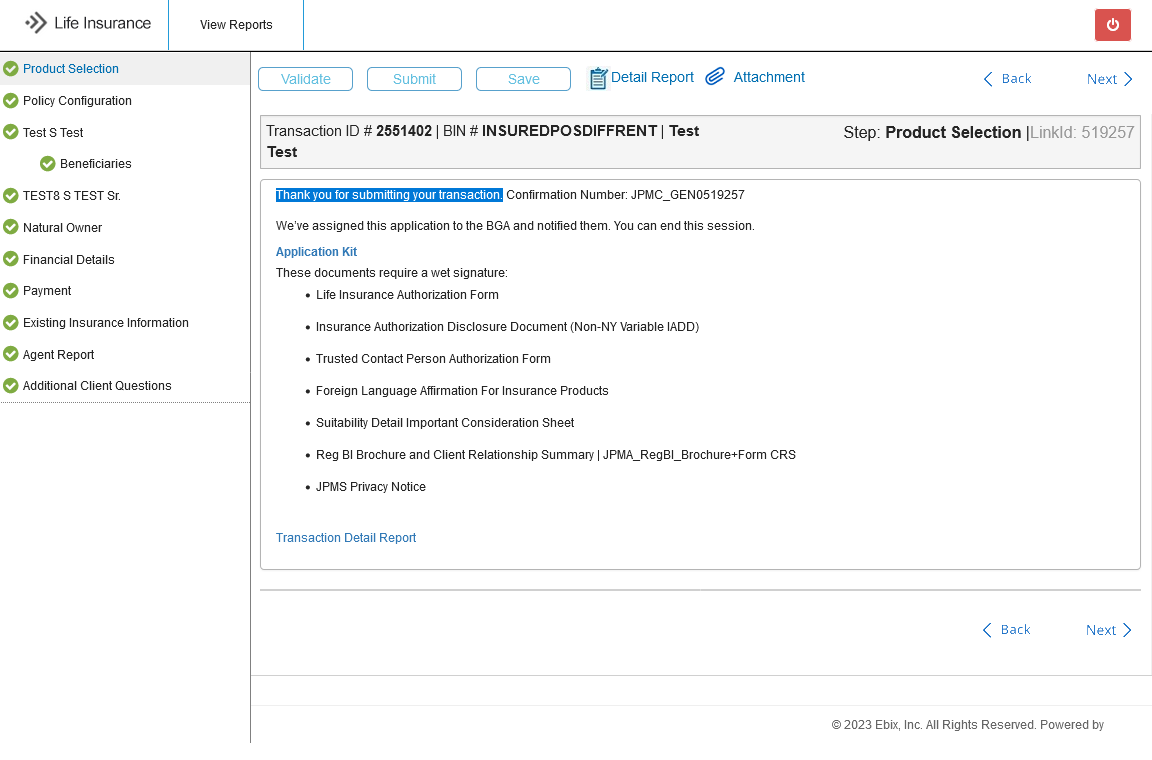 Life Insurance
View Reports
Product Selection
Policy Configuration
Test S Test
Beneficiaries
TEST8 S TEST Sr.
Natural Owner
Financial Details
Payment
Existing Insurance Information
Agent Report
Additional Client Questions
Validate
Submit
Save
Detail Report
Attachment
Back
Next
Transaction ID # 2551402 | BIN # INSUREDPOSDIFFRENT | Test
Test
Step: Product Selection |LinkId: 519257
Thank you for submitting your transaction. Confirmation Number: JPMC_GEN0519257
We've assigned this application to the BGA and notified them. You can end this session.
Application Kit
These documents require a wet signature:
• Life Insurance Authorization Form
• Insurance Authorization Disclosure Document (Non-NY Variable IADD)
• Trusted Contact Person Authorization Form
• Foreign Language Affirmation For Insurance Products
• Suitability Detail Important Consideration Sheet
• Reg BI Brochure and Client Relationship Summary | JPMA_RegBI_Brochure+Form CRS
• JPMS Privacy Notice
Transaction Detail Report
Back
Next
© 2023 Ebix, Inc. All Rights Reserved. Powered by